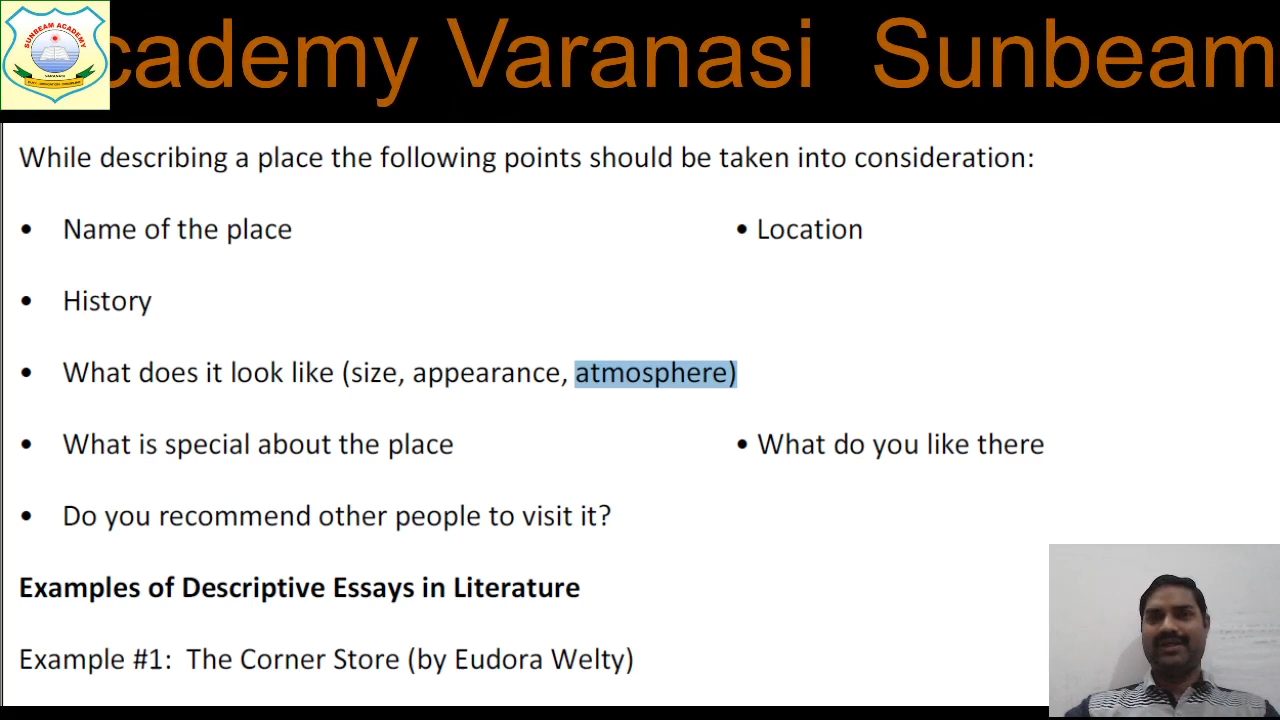 cademy Varanasi Sunbeam
SUNBEAM ACADEMY
VARANASI
While describing a place the following points should be taken into consideration:
• Name of the place • Location
• History
• What does it look like (size, appearance, atmosphere)
• What is special about the place • What do you like there
• Do you recommend other people to visit it?
Examples of Descriptive Essays in Literature
Example #1: The Corner Store (by Eudora Welty)